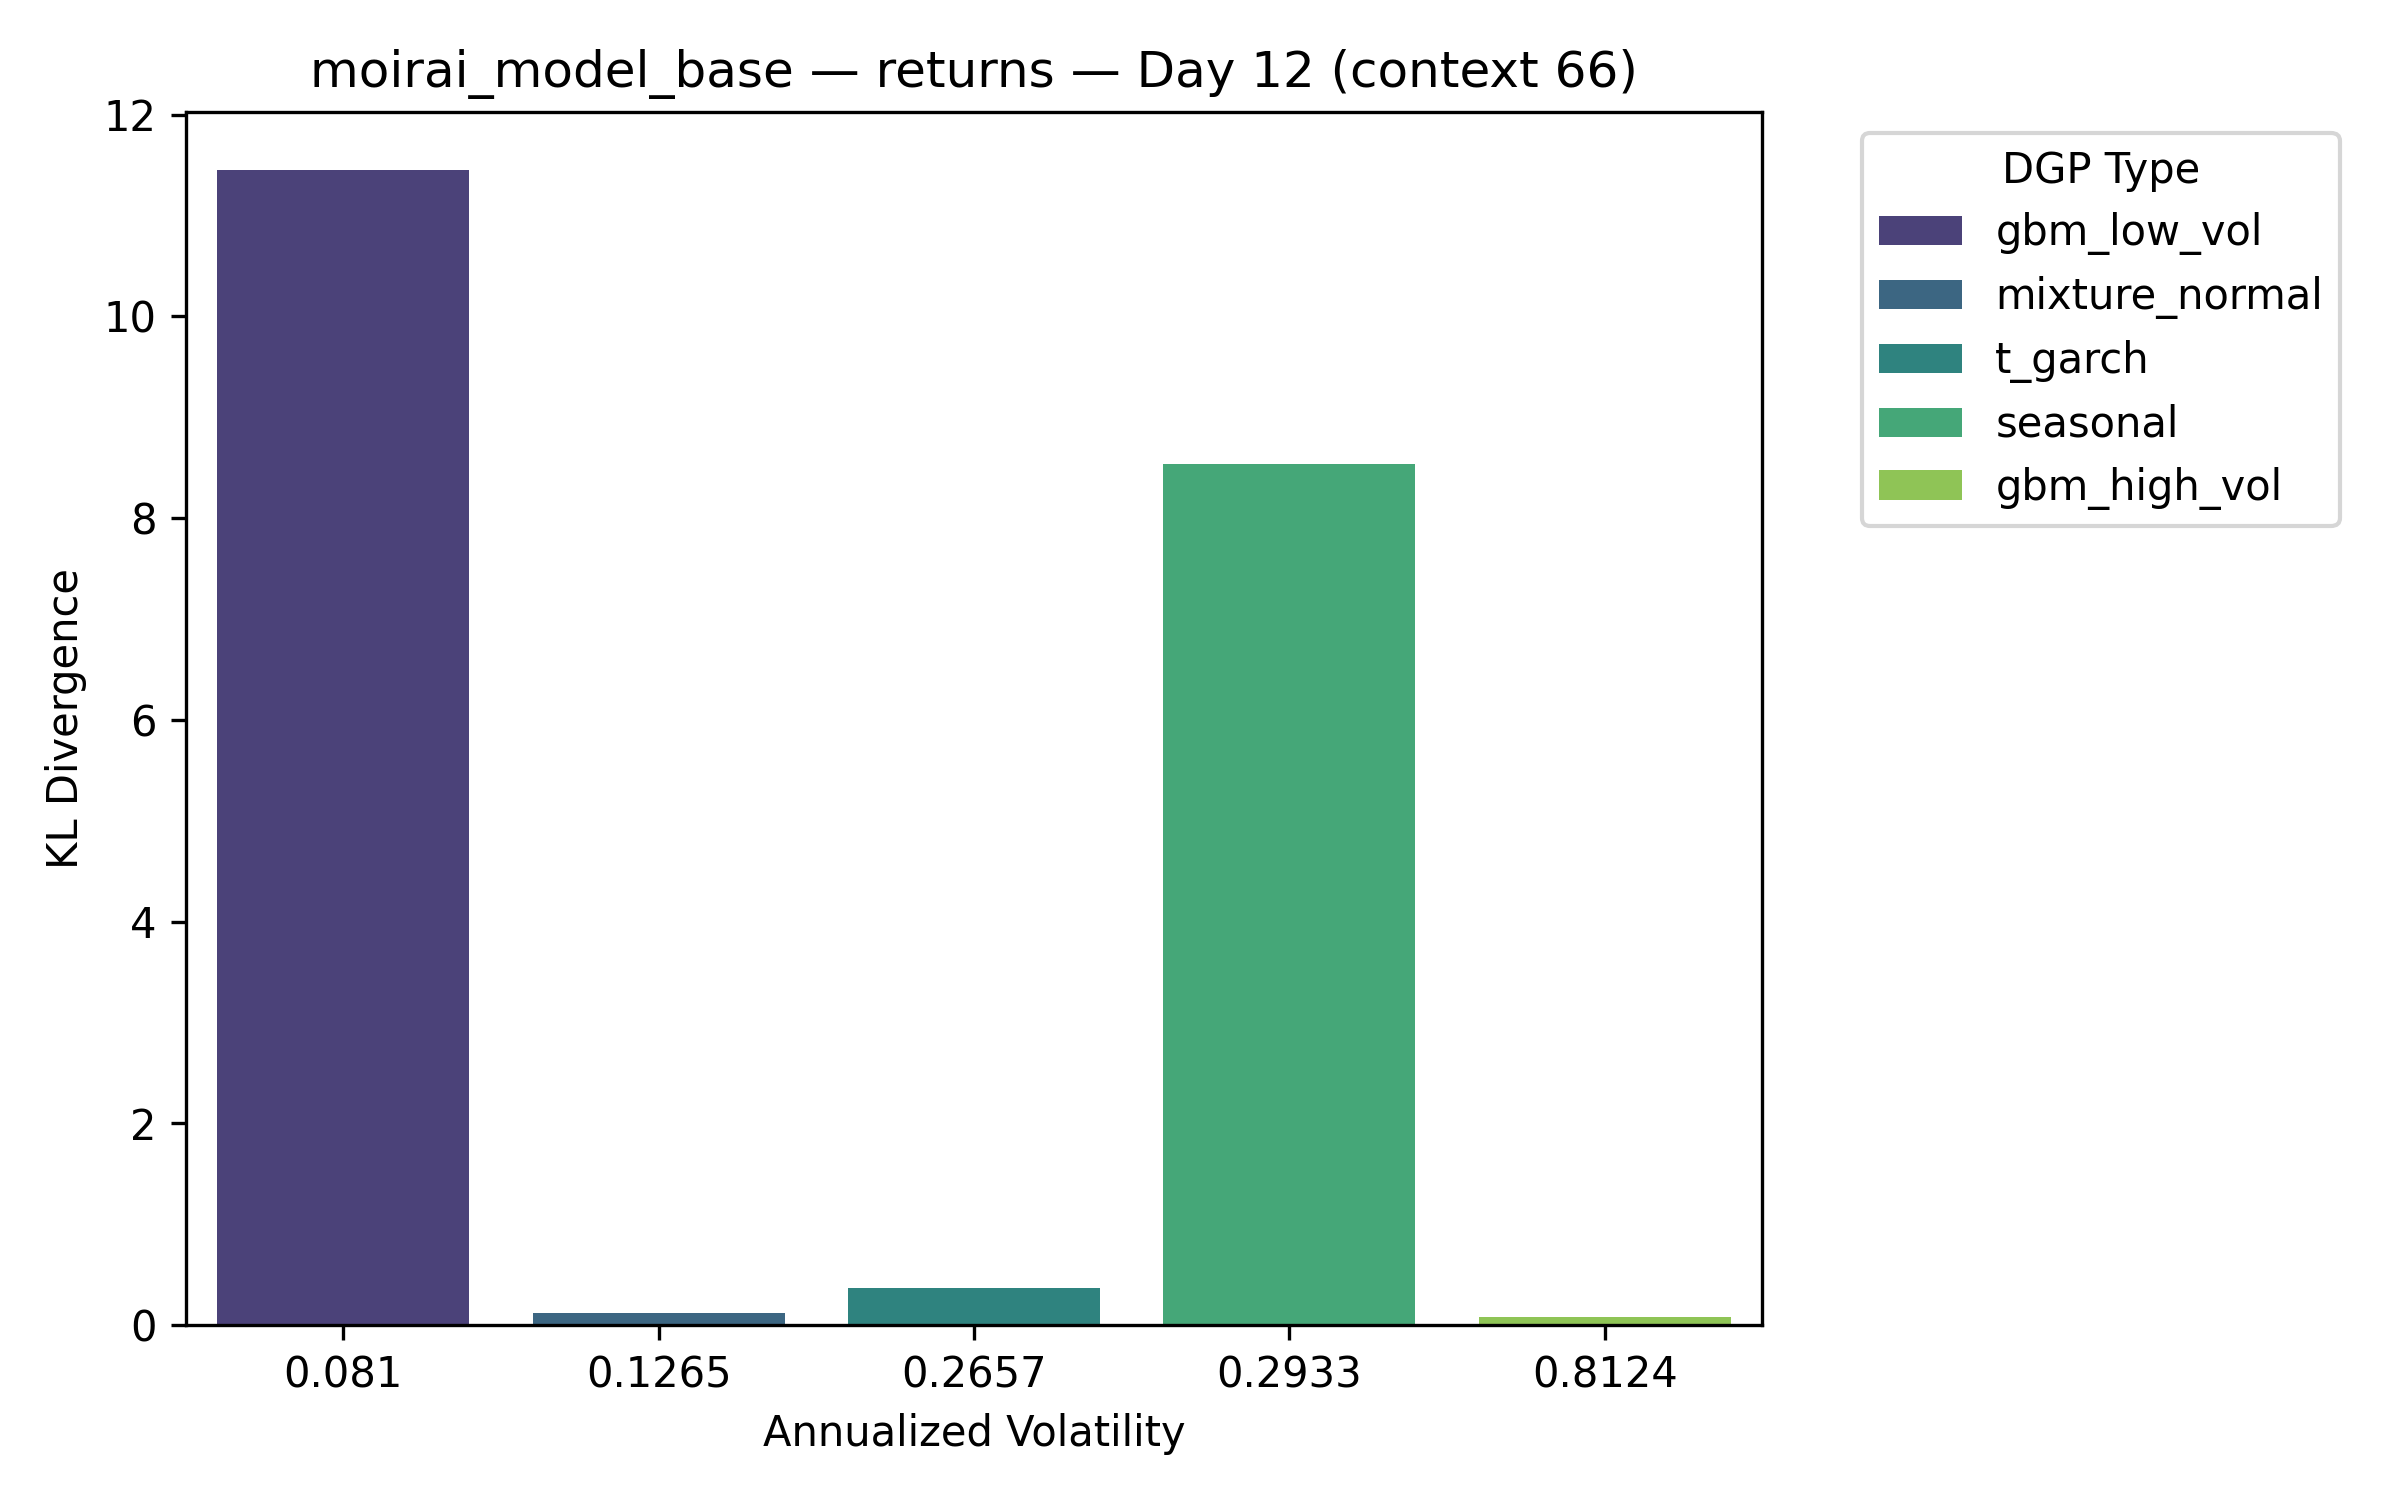 moirai_model_base — returns — Day 12 (context 66)
12
10
8
6
4
2
0
KL Divergence
0.081 0.1265 0.2657 0.2933 0.8124
Annualized Volatility
DGP Type
gbm_low_vol
mixture_normal
t_garch
seasonal
gbm_high_vol